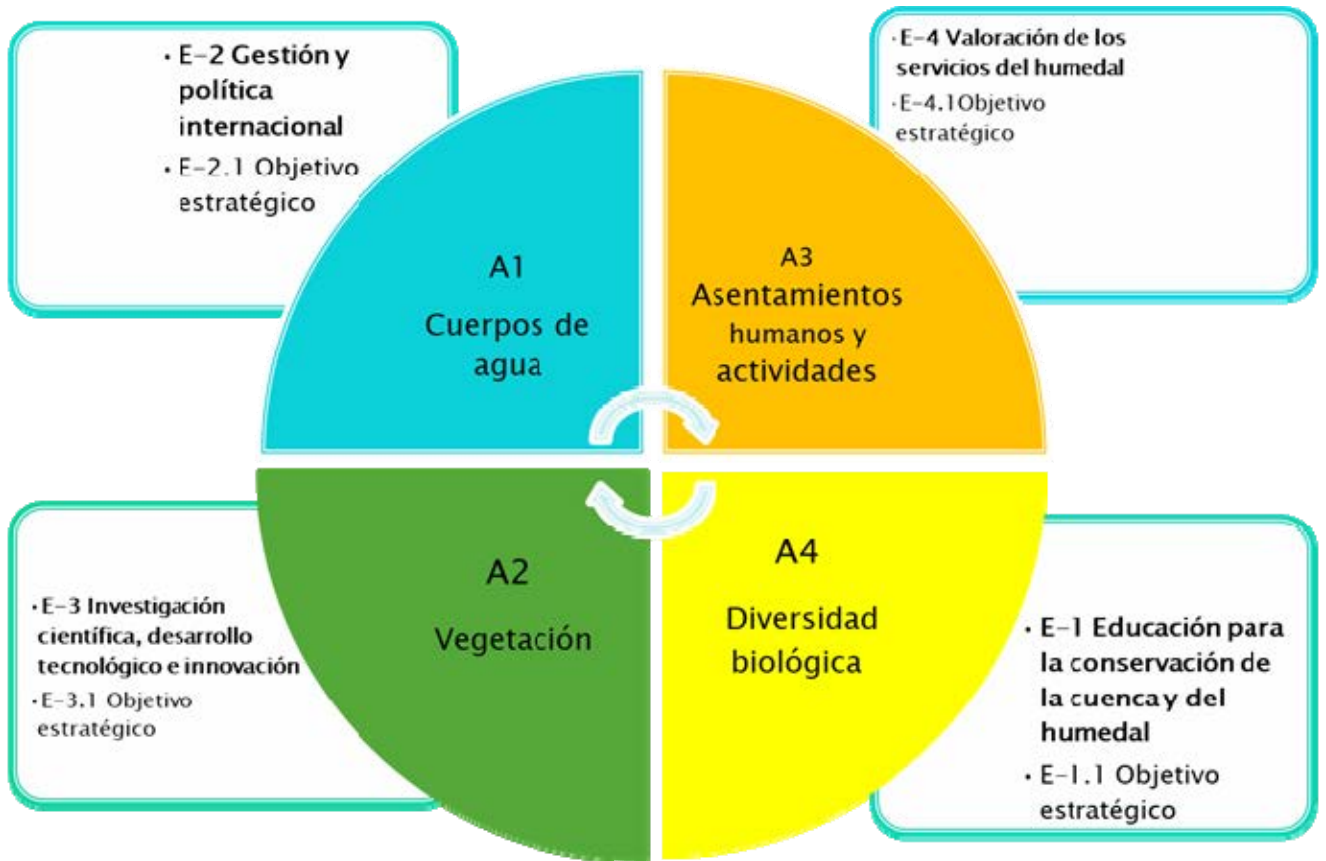 · E-2 Gestión y
política
internacional
· E-2.1 Objetivo
estratégico
A1
Cuerpos de
agua
A3
Asentamientos
humanos y
actividades
· E-4 Valoración de los
servicios del humedal
· E-4.1Objetivo
estratégico
· E-3 Investigación
científica, desarrollo
tecnológico e innovación
· E-3.1 Objetivo
estratégico
A2
Vegetación
A4
Diversidad
biológica
· E-1 Educación para
la conservación de
la cuenca y del
humedal
· E-1.1 Objetivo
estratégico